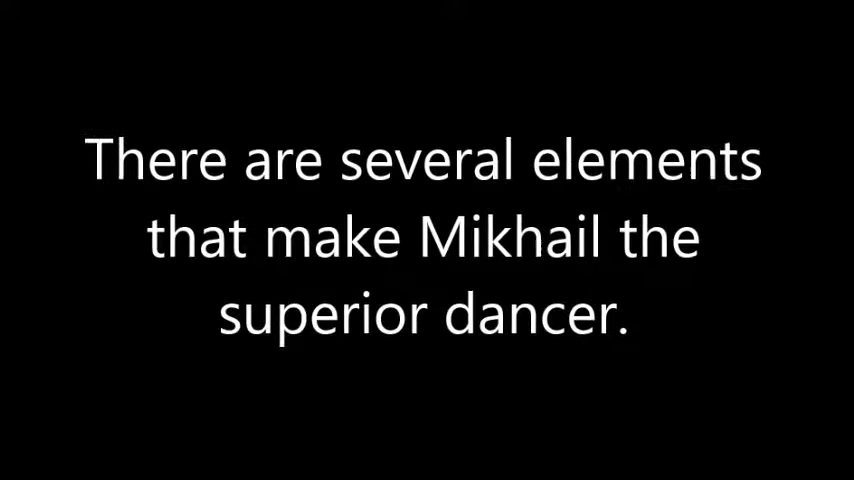 There are several elements
that make Mikhail the
superior dancer.